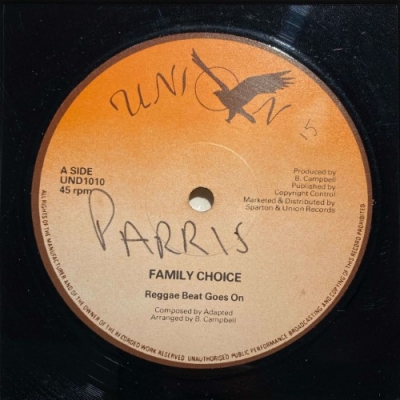 UNION
5
A SIDE
UND1010
45 rpm
Produced by
B. Campbell
Published by
Copyright Control
Marketed & Distributed by
Sparton & Union Records
PARRIS
FAMILY CHOICE
Reggae Beat Goes On
Composed by Adapted
Arranged by B. Campbell
ALL RIGHTS OF THE MANUFACTURER AND OF THE OWNER OF THE RECORDED WORK RESERVED UNAUTHORISED PUBLIC PERFORMANCE BROADCASTING AND COPYING OF THIS RECORD PROHIBITED